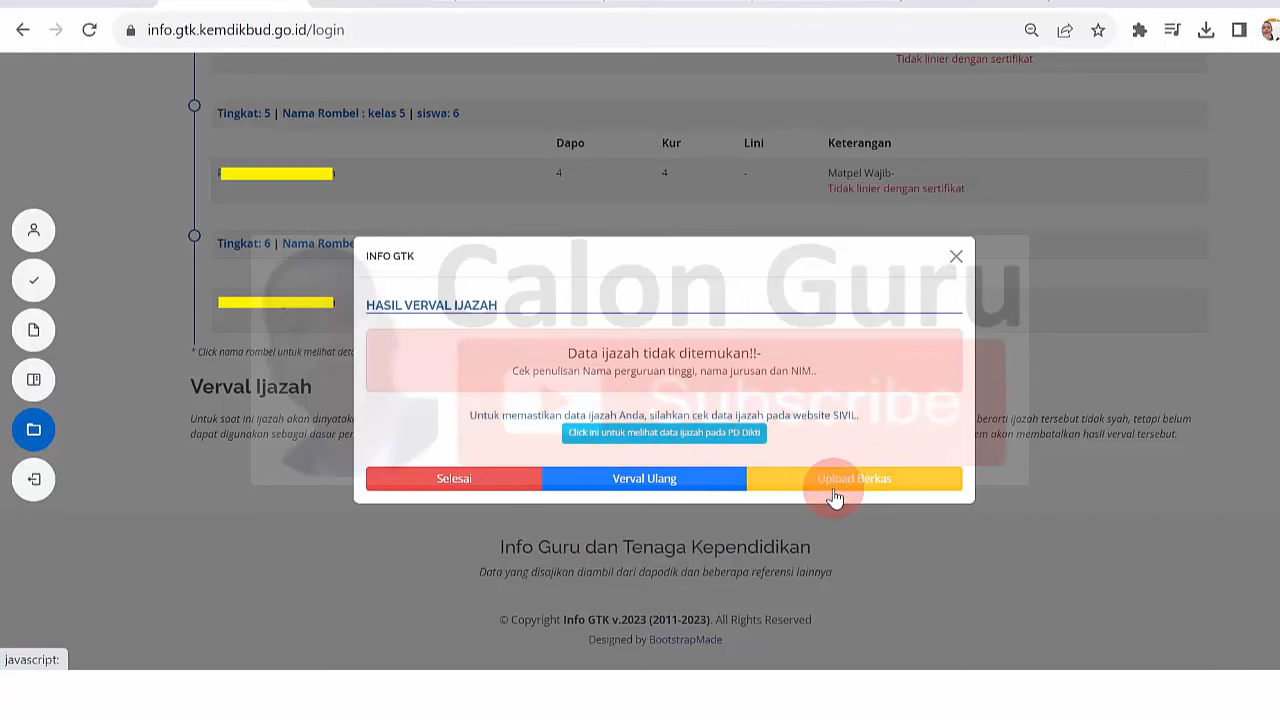 info.gtk.kemdikbud.go.id/login
Tidak linier dengan sertifikat
Tingkat: 5 | Nama Rombel : kelas 5 | siswa: 6
Dapo Kur Lini Keterangan
4 4 - Matpel Wajib-
Tidak linier dengan sertifikat
Tingkat: 6 | Nama Rombe
INFO GTK
Calon Guru
HASIL VERVAL IJAZAH
Data ijazah tidak ditemukan!!-
Cek penulisan Nama perguruan tinggi, nama jurusan dan NIM..
* Click nama rombel untuk melihat deta
Verval Ijazah
Subscribe
Untuk memastikan data ijazah Anda, silahkan cek data ijazah pada website SIVIL.
Click ini untuk melihat data ijazah pada PD Dikti
Untuk saat ini ijazah akan dinyata berarti ijazah tersebut tidak syah, tetapi belum
dapat digunakan sebagai dasar pe em akan membatalkan hasil verval tersebut.
Selesai Verval Ulang Upload Berkas
Info Guru dan Tenaga Kependidikan
Data yang disajikan diambil dari dapodik dan beberapa referensi lainnya
© Copyright Info GTK v.2023 (2011-2023). All Rights Reserved
Designed by BootstrapMade
javascript: